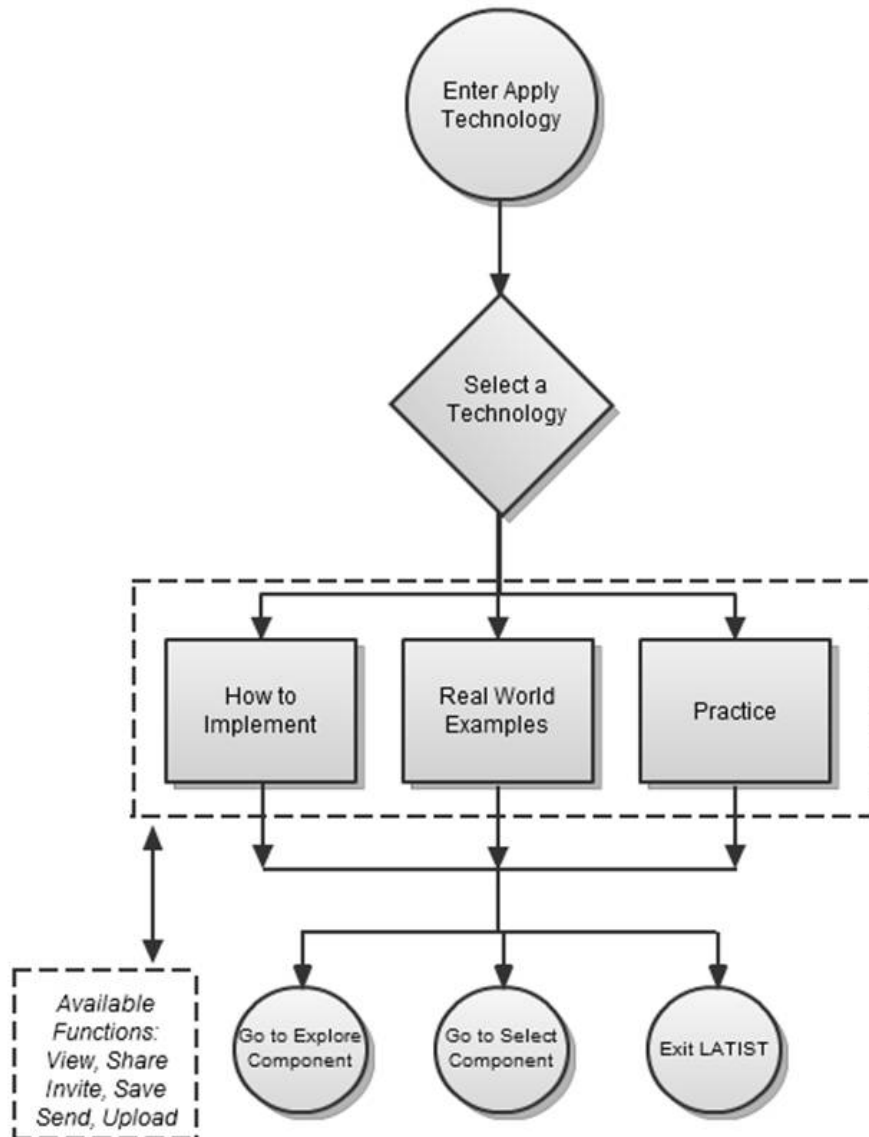 Enter Apply
Technology
Select a
Technology
How to
Implement
Real World
Examples
Practice
Available
Functions:
View, Share
Invite, Save
Send, Upload
Go to Explore
Component
Go to Select
Component
Exit LATIST